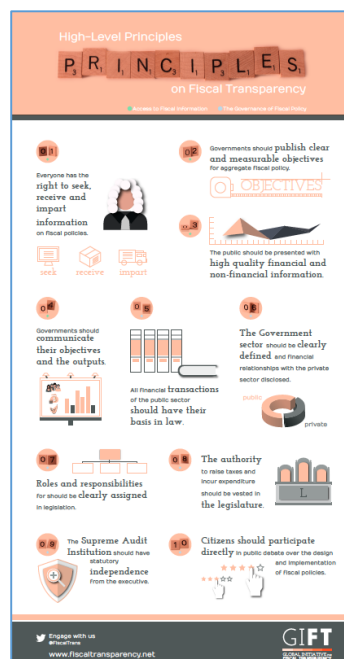 High-Level Principles
PRINCIPLES
on Fiscal Transparency
Access to Fiscal Information
The Governance of Fiscal Policy
01
Everyone has the
right to seek,
receive and
impart
information
on fiscal policies.
seek receive impart
02
Governments should publish clear
and measurable objectives
for aggregate fiscal policy.
OBJECTIVES
03
The public should be presented with
high quality financial and
non-financial information.
04
Governments should
communicate
their objectives
and the outputs.
05
All financial transactions
of the public sector
should have their
basis in law.
06
The Government
sector should be clearly
defined and financial
relationships with the private
sector disclosed.
public
private
07
Roles and responsibilities
for should be clearly assigned
in legislation.
08
The authority
to raise taxes and
incur expenditure
should be vested in
the legislature.
L
09
The Supreme Audit
Institution should have
statutory
independence
from the executive.
10
Citizens should participate
directly in public debate over the design
and implementation
of fiscal policies.
Engage with us
@FiscalTrans
www.fiscaltransparency.net
GIFT
GLOBAL INITIATIVE FOR
FISCAL TRANSPARENCY